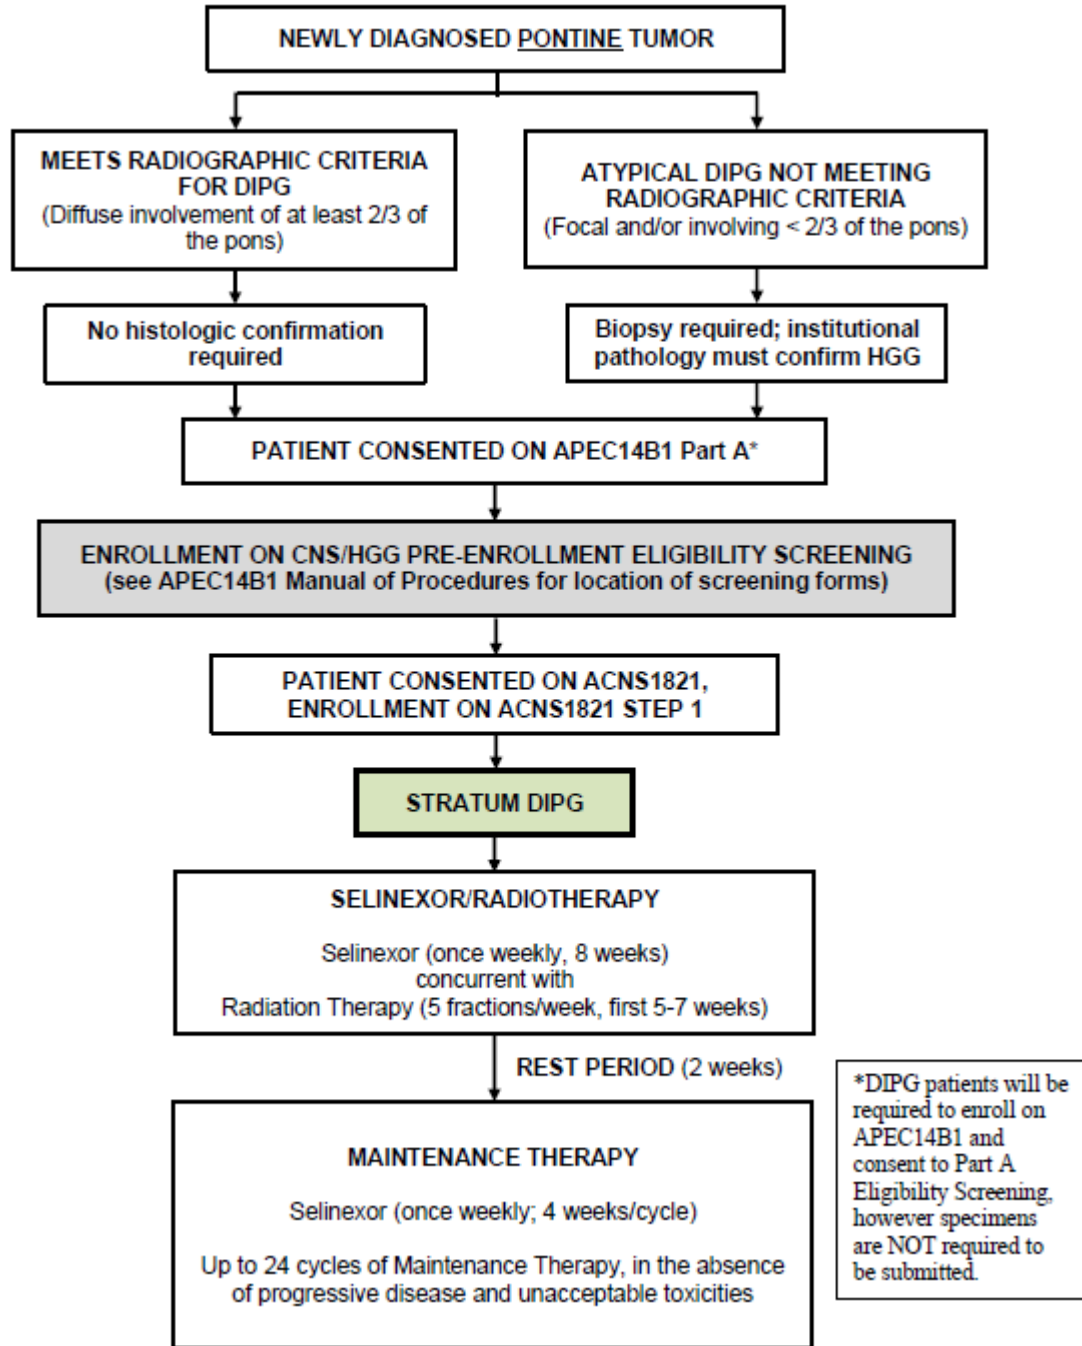 NEWLY DIAGNOSED PONTINE TUMOR
MEETS RADIOGRAPHIC CRITERIA
FOR DIPG
(Diffuse involvement of at least 2/3 of
the pons)
ATYPICAL DIPG NOT MEETING
RADIOGRAPHIC CRITERIA
(Focal and/or involving < 2/3 of the pons)
No histologic confirmation
required
Biopsy required; institutional
pathology must confirm HGG
PATIENT CONSENTED ON APEC14B1 Part A*
ENROLLMENT ON CNS/HGG PRE-ENROLLMENT ELIGIBILITY SCREENING
(see APEC14B1 Manual of Procedures for location of screening forms)
PATIENT CONSENTED ON ACNS1821,
ENROLLMENT ON ACNS1821 STEP 1
STRATUM DIPG
SELINEXOR/RADIOTHERAPY
Selinexor (once weekly, 8 weeks)
concurrent with
Radiation Therapy (5 fractions/week, first 5-7 weeks)
REST PERIOD (2 weeks)
MAINTENANCE THERAPY
Selinexor (once weekly; 4 weeks/cycle)
Up to 24 cycles of Maintenance Therapy, in the absence
of progressive disease and unacceptable toxicities
*DIPG patients will be
required to enroll on
APEC14B1 and
consent to Part A
Eligibility Screening,
however specimens
are NOT required to
be submitted.